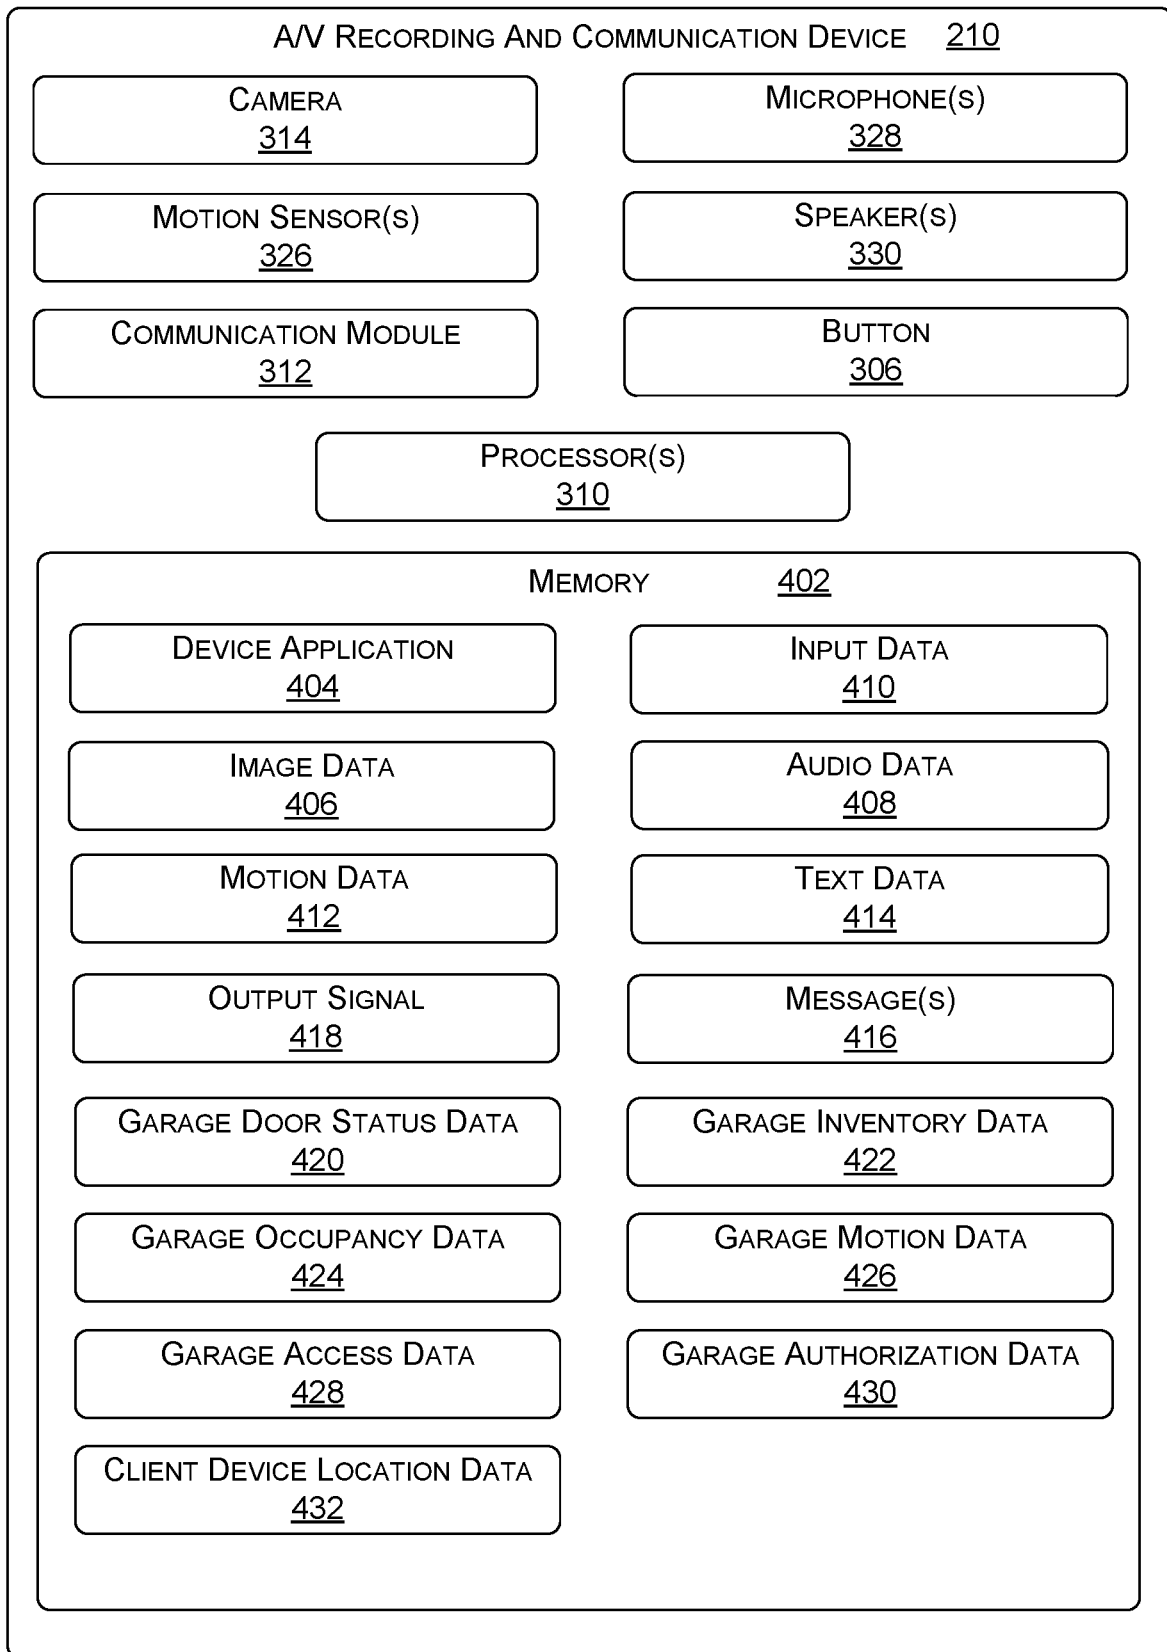 A/V RECORDING AND COMMUNICATION DEVICE 210
CAMERA
314
MICROPHONE(S)
328
MOTION SENSOR(S)
326
SPEAKER(S)
330
COMMUNICATION MODULE
312
BUTTON
306
PROCESSOR(S)
310
MEMORY 402
DEVICE APPLICATION
404
INPUT DATA
410
IMAGE DATA
406
AUDIO DATA
408
MOTION DATA
412
TEXT DATA
414
OUTPUT SIGNAL
418
MESSAGE(S)
416
GARAGE DOOR STATUS DATA
420
GARAGE INVENTORY DATA
422
GARAGE OCCUPANCY DATA
424
GARAGE MOTION DATA
426
GARAGE ACCESS DATA
428
GARAGE AUTHORIZATION DATA
430
CLIENT DEVICE LOCATION DATA
432